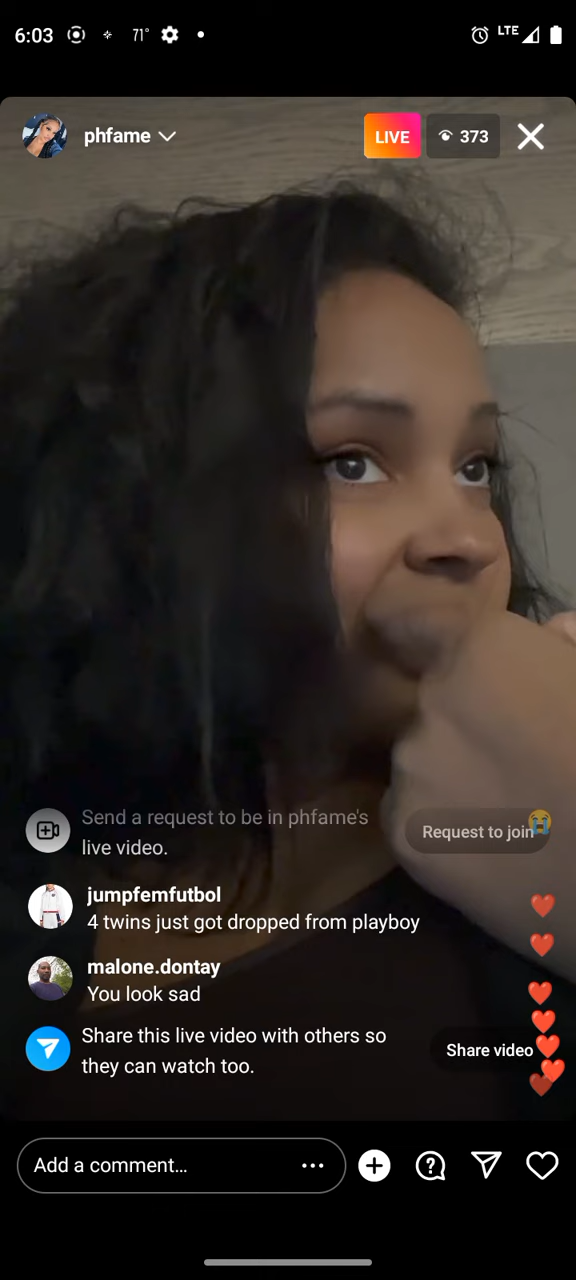 6:03 71° LTE
phfame LIVE 373
Send a request to be in phfame's
live video.
Request to join
jumpfemfutbol
4 twins just got dropped from playboy
malone.dontay
You look sad
Share this live video with others so
they can watch too.
Share video
Add a comment…